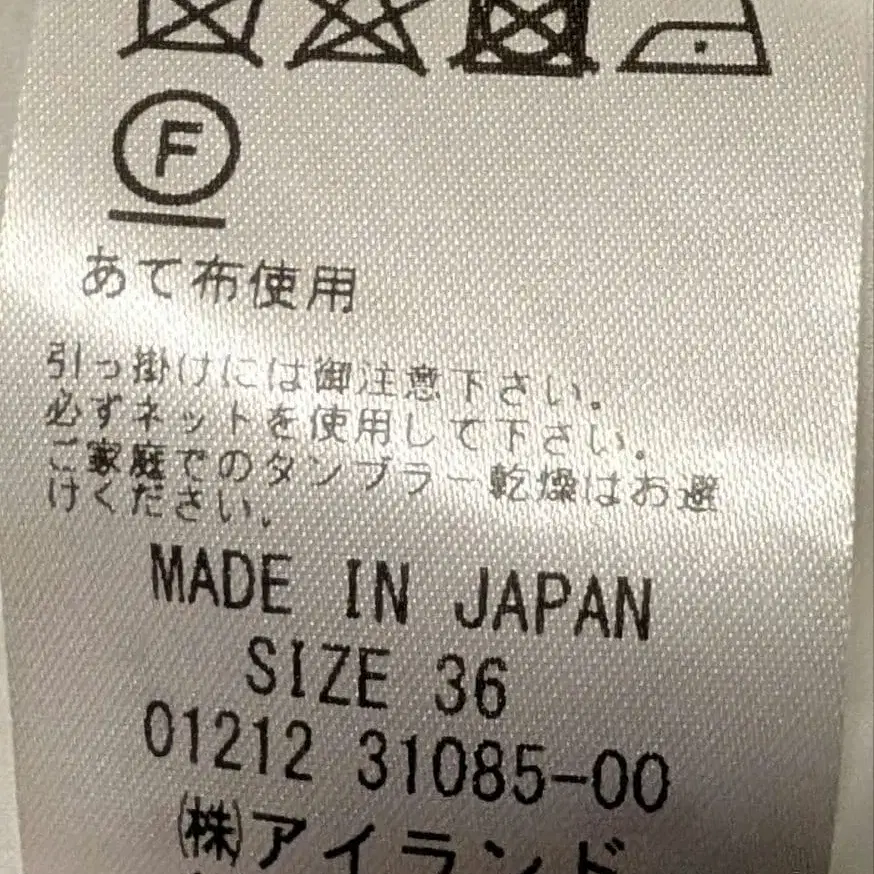 F
あて布使用
引っ掛けには御注意下さい。
必ずネットを使用して下さい。
ご家庭でのタンブラー乾燥はお避
けください。
MADE IN JAPAN
SIZE 36
01212 31085-00
㈱アイランド